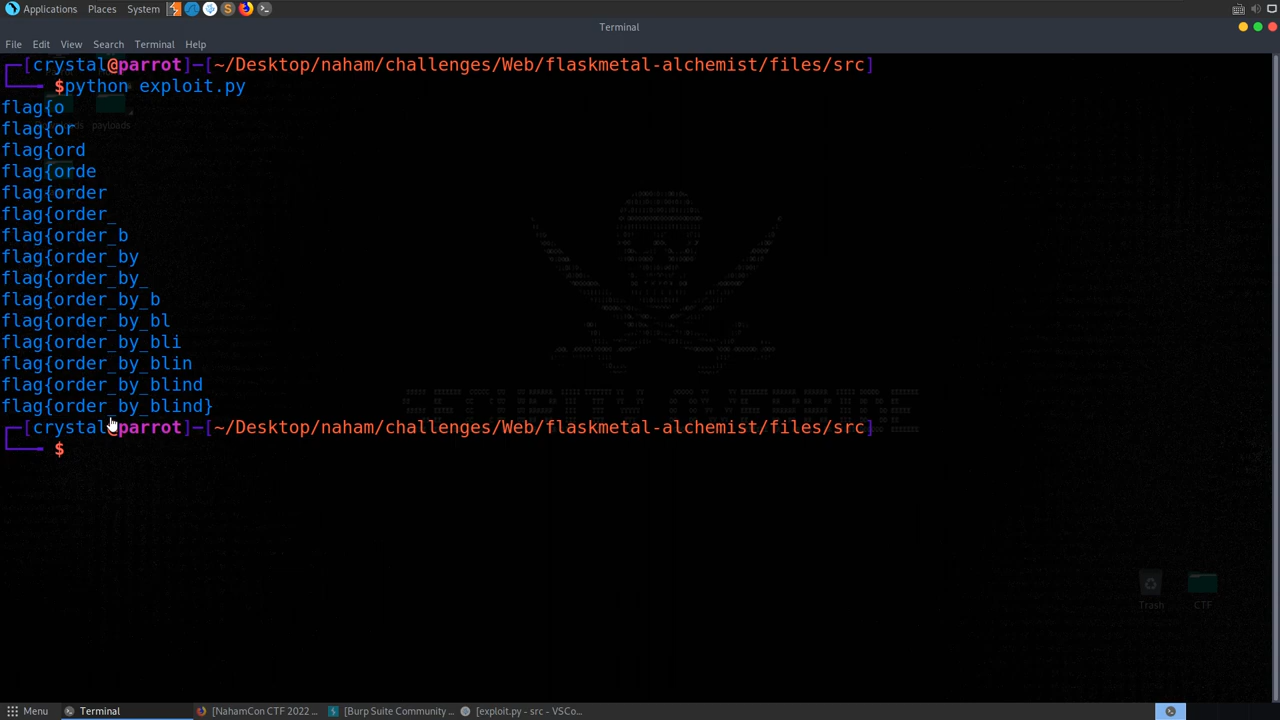 Applications Places System
Terminal
File Edit View Search Terminal Help
┌─[crystal@parrot]─[~/Desktop/naham/challenges/Web/flaskmetal-alchemist/files/src]
└──╼ $python exploit.py
flag{o
flag{or
payloads
flag{ord
flag{orde
flag{order
flag{order_
flag{order_b
flag{order_by
flag{order_by_
flag{order_by_b
flag{order_by_bl
flag{order_by_bli
flag{order_by_blin
flag{order_by_blind
flag{order_by_blind}
┌─[crystal@parrot]─[~/Desktop/naham/challenges/Web/flaskmetal-alchemist/files/src]
└──╼ $
Trash CTF
Menu Terminal [NahamCon CTF 2022 ... [Burp Suite Community ... [exploit.py - src - VSCo...